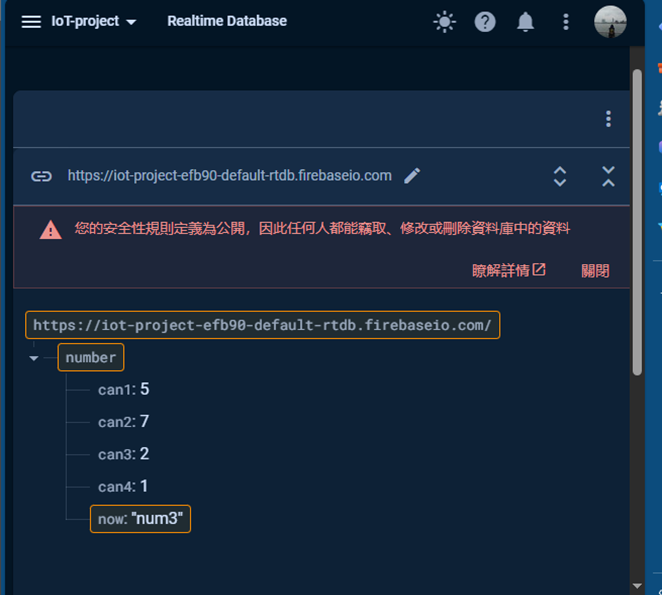 IoT-project Realtime Database
https://iot-project-efb90-default-rtdb.firebaseio.com
您的安全性規則定義為公開，因此任何人都能竊取、修改或刪除資料庫中的資料
瞭解詳情 關閉
https://iot-project-efb90-default-rtdb.firebaseio.com/
number
can1: 5
can2: 7
can3: 2
can4: 1
now: "num3"